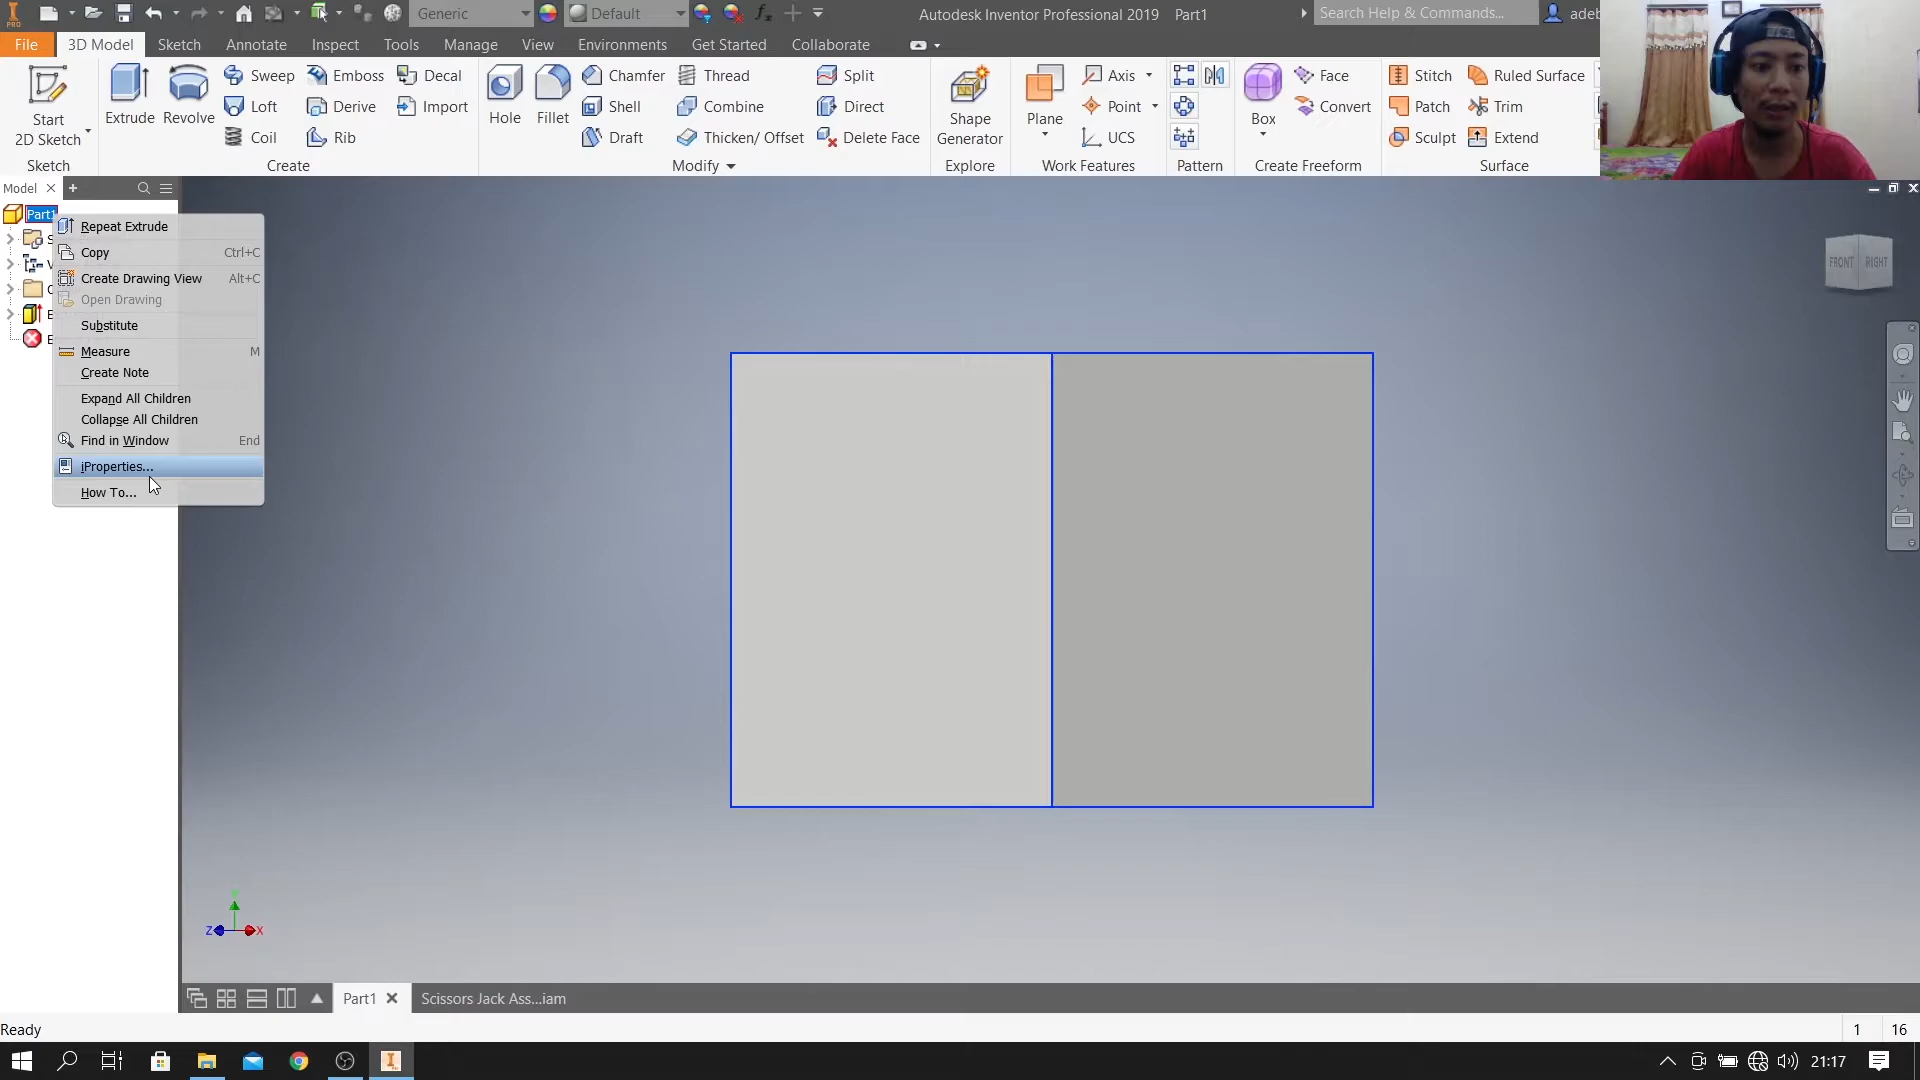 Generic
Default
Autodesk Inventor Professional 2019 Part1
Search Help & Commands...
adeb
PRO
File
3D Model
Sketch
Annotate
Inspect
Tools
Manage
View
Environments
Get Started
Collaborate
Start
2D Sketch
Sketch
Extrude
Revolve
Sweep
Loft
Coil
Emboss
Derive
Rib
Decal
Import
Create
Hole
Fillet
Chamfer
Shell
Draft
Thread
Combine
Thicken/ Offset
Split
Direct
Delete Face
Modify
Shape
Generator
Explore
Plane
Axis
Point
UCS
Work Features
Pattern
Box
Face
Convert
Create Freeform
Stitch
Patch
Sculpt
Ruled Surface
Trim
Extend
Surface
Model
Part1
Repeat Extrude
Copy Ctrl+C
Create Drawing View Alt+C
Open Drawing
Substitute
Measure M
Create Note
Expand All Children
Collapse All Children
Find in Window End
iProperties...
How To...
FRONT
RIGHT
Z
X
Part1
Scissors Jack Ass...iam
Ready
1
16
21:17